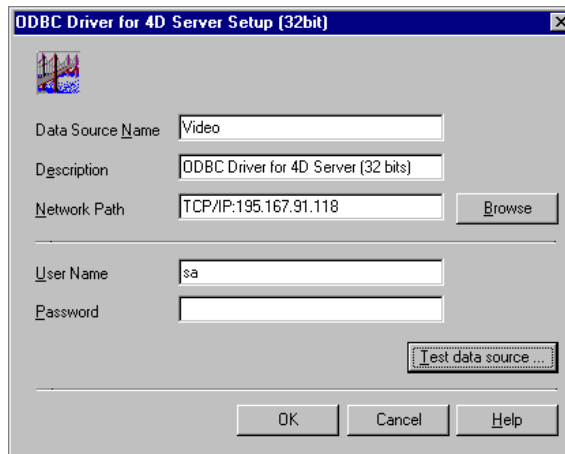 ODBC Driver for 4D Server Setup (32bit)
Data Source Name Video
Description ODBC Driver for 4D Server (32 bits)
Network Path TCP/IP:195.167.91.118 Browse
User Name sa
Password
Test data source ...
OK Cancel Help